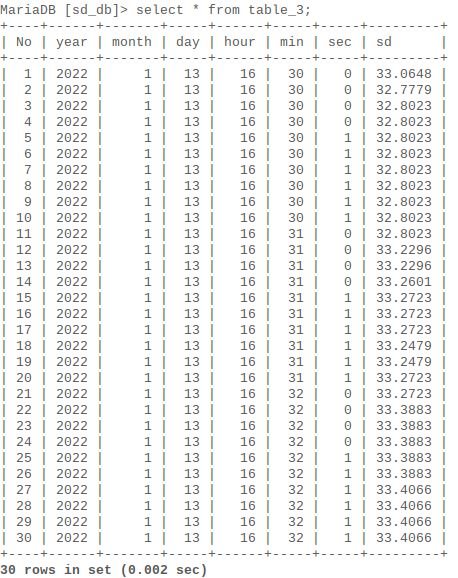 MariaDB [sd_db]> select * from table_3;
+----+------+-------+-----+------+-----+-----+---------+
| No | year | month | day | hour | min | sec | sd      |
+----+------+-------+-----+------+-----+-----+---------+
|  1 | 2022 |     1 |  13 |   16 |  30 |   0 | 33.0648 |
|  2 | 2022 |     1 |  13 |   16 |  30 |   0 | 32.7779 |
|  3 | 2022 |     1 |  13 |   16 |  30 |   0 | 32.8023 |
|  4 | 2022 |     1 |  13 |   16 |  30 |   0 | 32.8023 |
|  5 | 2022 |     1 |  13 |   16 |  30 |   1 | 32.8023 |
|  6 | 2022 |     1 |  13 |   16 |  30 |   1 | 32.8023 |
|  7 | 2022 |     1 |  13 |   16 |  30 |   1 | 32.8023 |
|  8 | 2022 |     1 |  13 |   16 |  30 |   1 | 32.8023 |
|  9 | 2022 |     1 |  13 |   16 |  30 |   1 | 32.8023 |
| 10 | 2022 |     1 |  13 |   16 |  30 |   1 | 32.8023 |
| 11 | 2022 |     1 |  13 |   16 |  31 |   0 | 32.8023 |
| 12 | 2022 |     1 |  13 |   16 |  31 |   0 | 33.2296 |
| 13 | 2022 |     1 |  13 |   16 |  31 |   0 | 33.2296 |
| 14 | 2022 |     1 |  13 |   16 |  31 |   0 | 33.2601 |
| 15 | 2022 |     1 |  13 |   16 |  31 |   1 | 33.2723 |
| 16 | 2022 |     1 |  13 |   16 |  31 |   1 | 33.2723 |
| 17 | 2022 |     1 |  13 |   16 |  31 |   1 | 33.2723 |
| 18 | 2022 |     1 |  13 |   16 |  31 |   1 | 33.2479 |
| 19 | 2022 |     1 |  13 |   16 |  31 |   1 | 33.2479 |
| 20 | 2022 |     1 |  13 |   16 |  31 |   1 | 33.2723 |
| 21 | 2022 |     1 |  13 |   16 |  32 |   0 | 33.2723 |
| 22 | 2022 |     1 |  13 |   16 |  32 |   0 | 33.3883 |
| 23 | 2022 |     1 |  13 |   16 |  32 |   0 | 33.3883 |
| 24 | 2022 |     1 |  13 |   16 |  32 |   0 | 33.3883 |
| 25 | 2022 |     1 |  13 |   16 |  32 |   1 | 33.3883 |
| 26 | 2022 |     1 |  13 |   16 |  32 |   1 | 33.3883 |
| 27 | 2022 |     1 |  13 |   16 |  32 |   1 | 33.4066 |
| 28 | 2022 |     1 |  13 |   16 |  32 |   1 | 33.4066 |
| 29 | 2022 |     1 |  13 |   16 |  32 |   1 | 33.4066 |
| 30 | 2022 |     1 |  13 |   16 |  32 |   1 | 33.4066 |
+----+------+-------+-----+------+-----+-----+---------+
30 rows in set (0.002 sec)